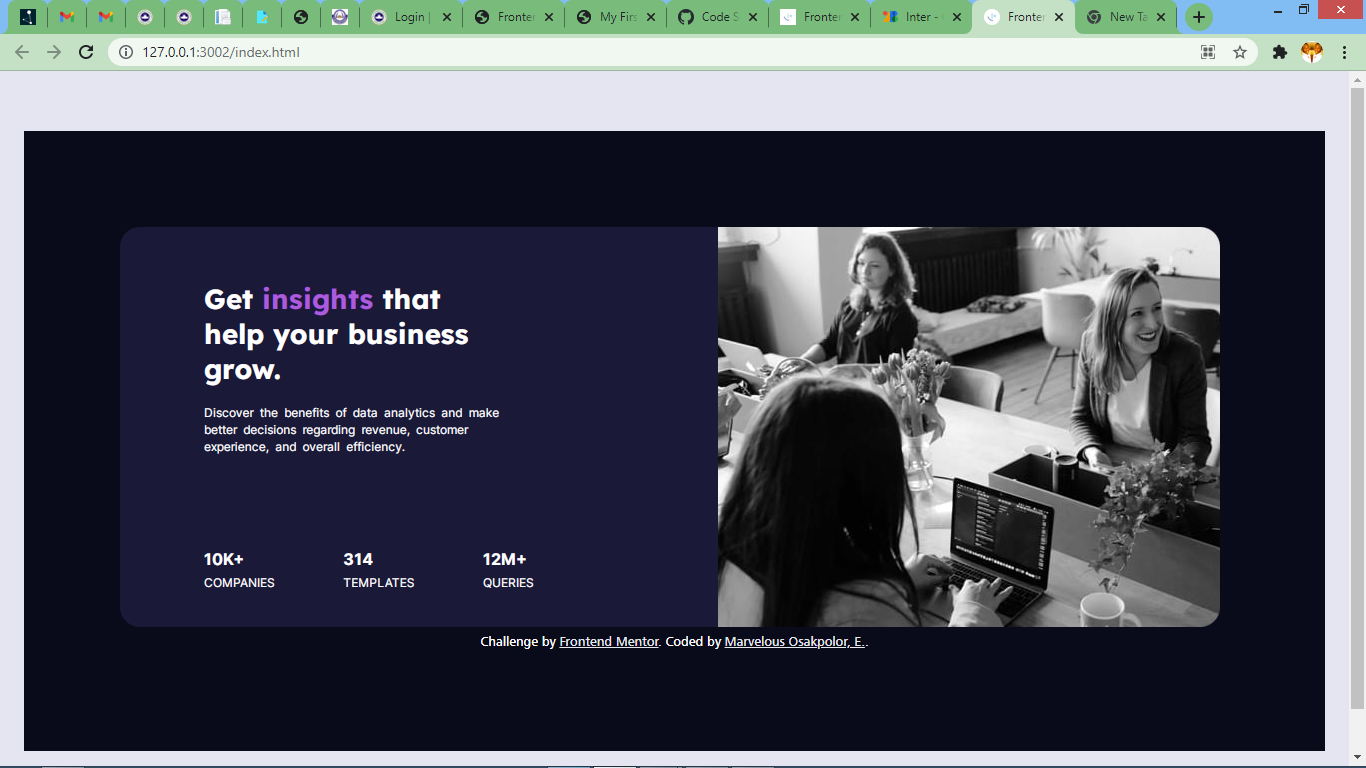 Login |
Fronter
My Firs
Code S
Fronter
Inter -
Fronter
New Ta
127.0.0.1:3002/index.html
Get insights that
help your business
grow.
Discover the benefits of data analytics and make
better decisions regarding revenue, customer
experience, and overall efficiency.
10K+ 314 12M+
COMPANIES TEMPLATES QUERIES
Challenge by Frontend Mentor. Coded by Marvelous Osakpolor, E..